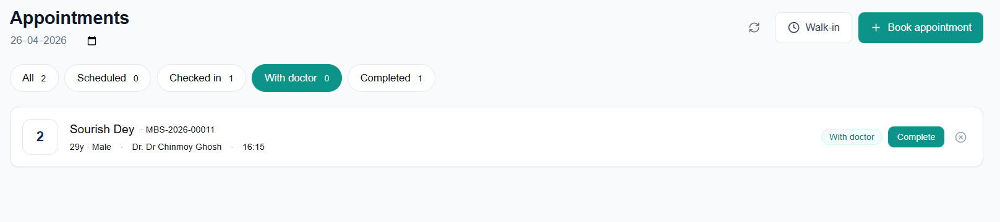 Appointments
26-04-2026
Walk-in
Book appointment
All 2
Scheduled 0
Checked in 1
With doctor 0
Completed 1
2
Sourish Dey · MBS-2026-00011
29y · Male · Dr. Dr Chinmoy Ghosh · 16:15
With doctor
Complete